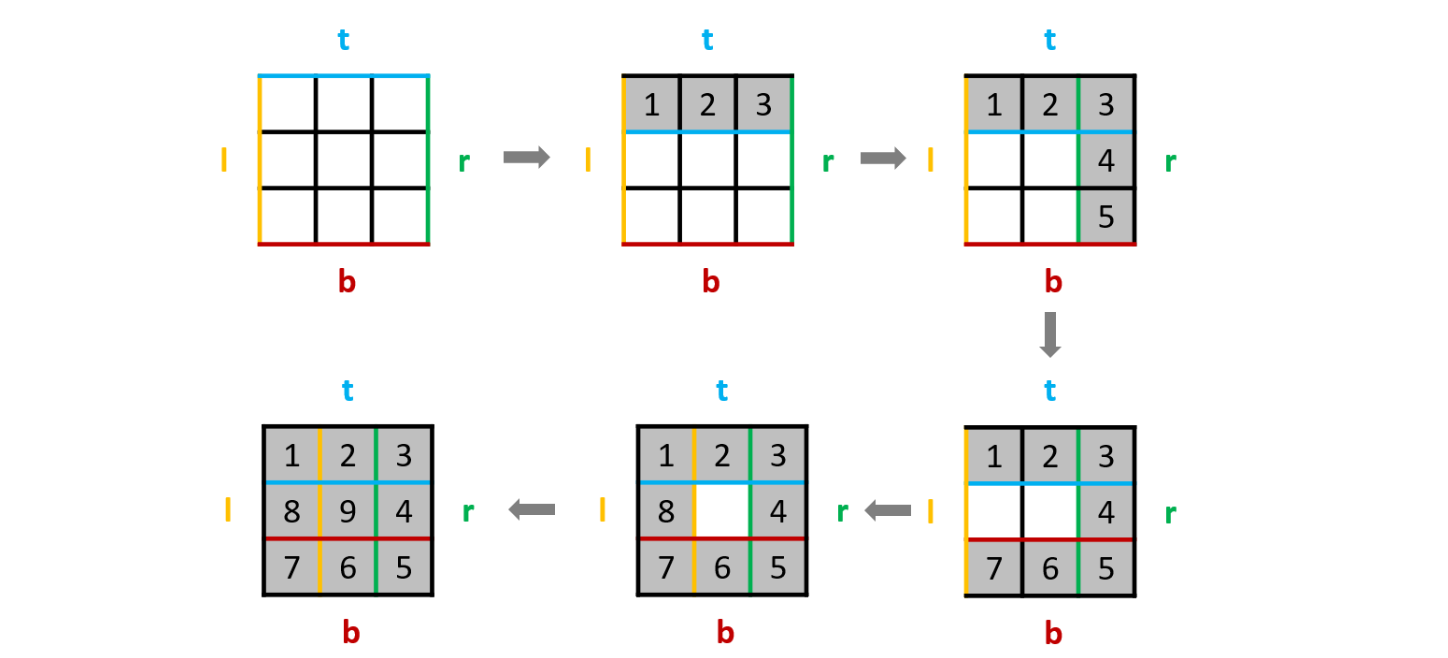 t t t
1 2 3 1 2 3
l r l r l 4 r
5
b b b
t t t
1 2 3 1 2 3 1 2 3
l 8 9 4 r l 8 4 r l 4 r
7 6 5 7 6 5 7 6 5
b b b